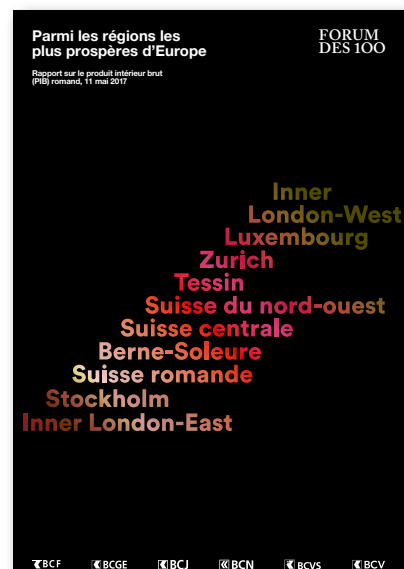 Parmi les régions les
plus prospères d’Europe
FORUM
DES 100
Rapport sur le produit intérieur brut
(PIB) romand, 11 mai 2017
Inner
London-West
Luxembourg
Zurich
Tessin
Suisse du nord-ouest
Suisse centrale
Berne-Soleure
Suisse romande
Stockholm
Inner London-East
BCF BCGE BCJ BCN BCVS BCV